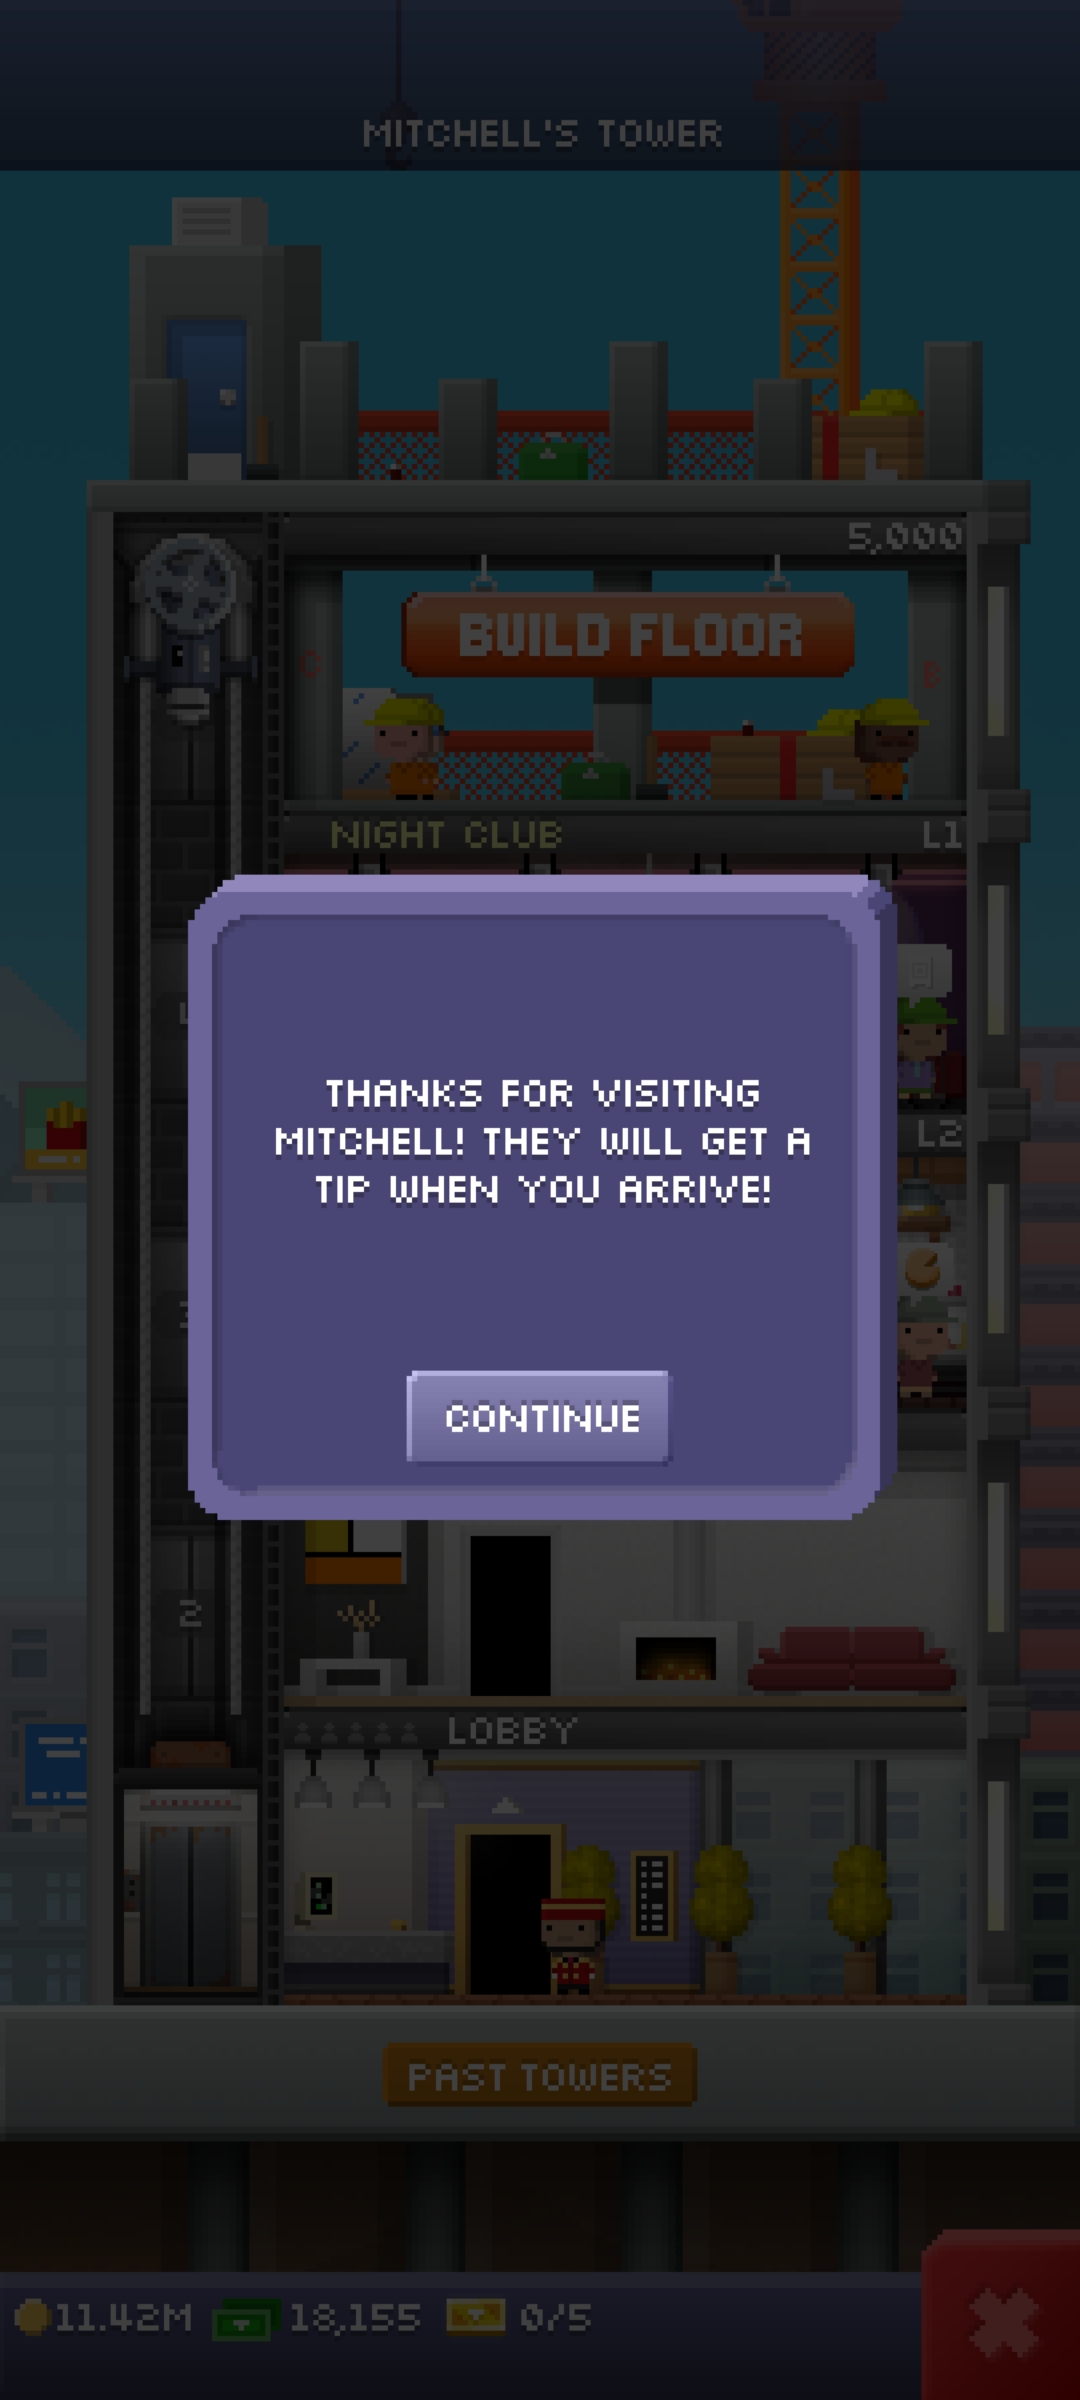 MITCHELL'S TOWER
5,000
BUILD FLOOR
NIGHT CLUB
L1
L2
THANKS FOR VISITING
MITCHELL! THEY WILL GET A
TIP WHEN YOU ARRIVE!
CONTINUE
2
LOBBY
PAST TOWERS
11.42M 18,155 0/5